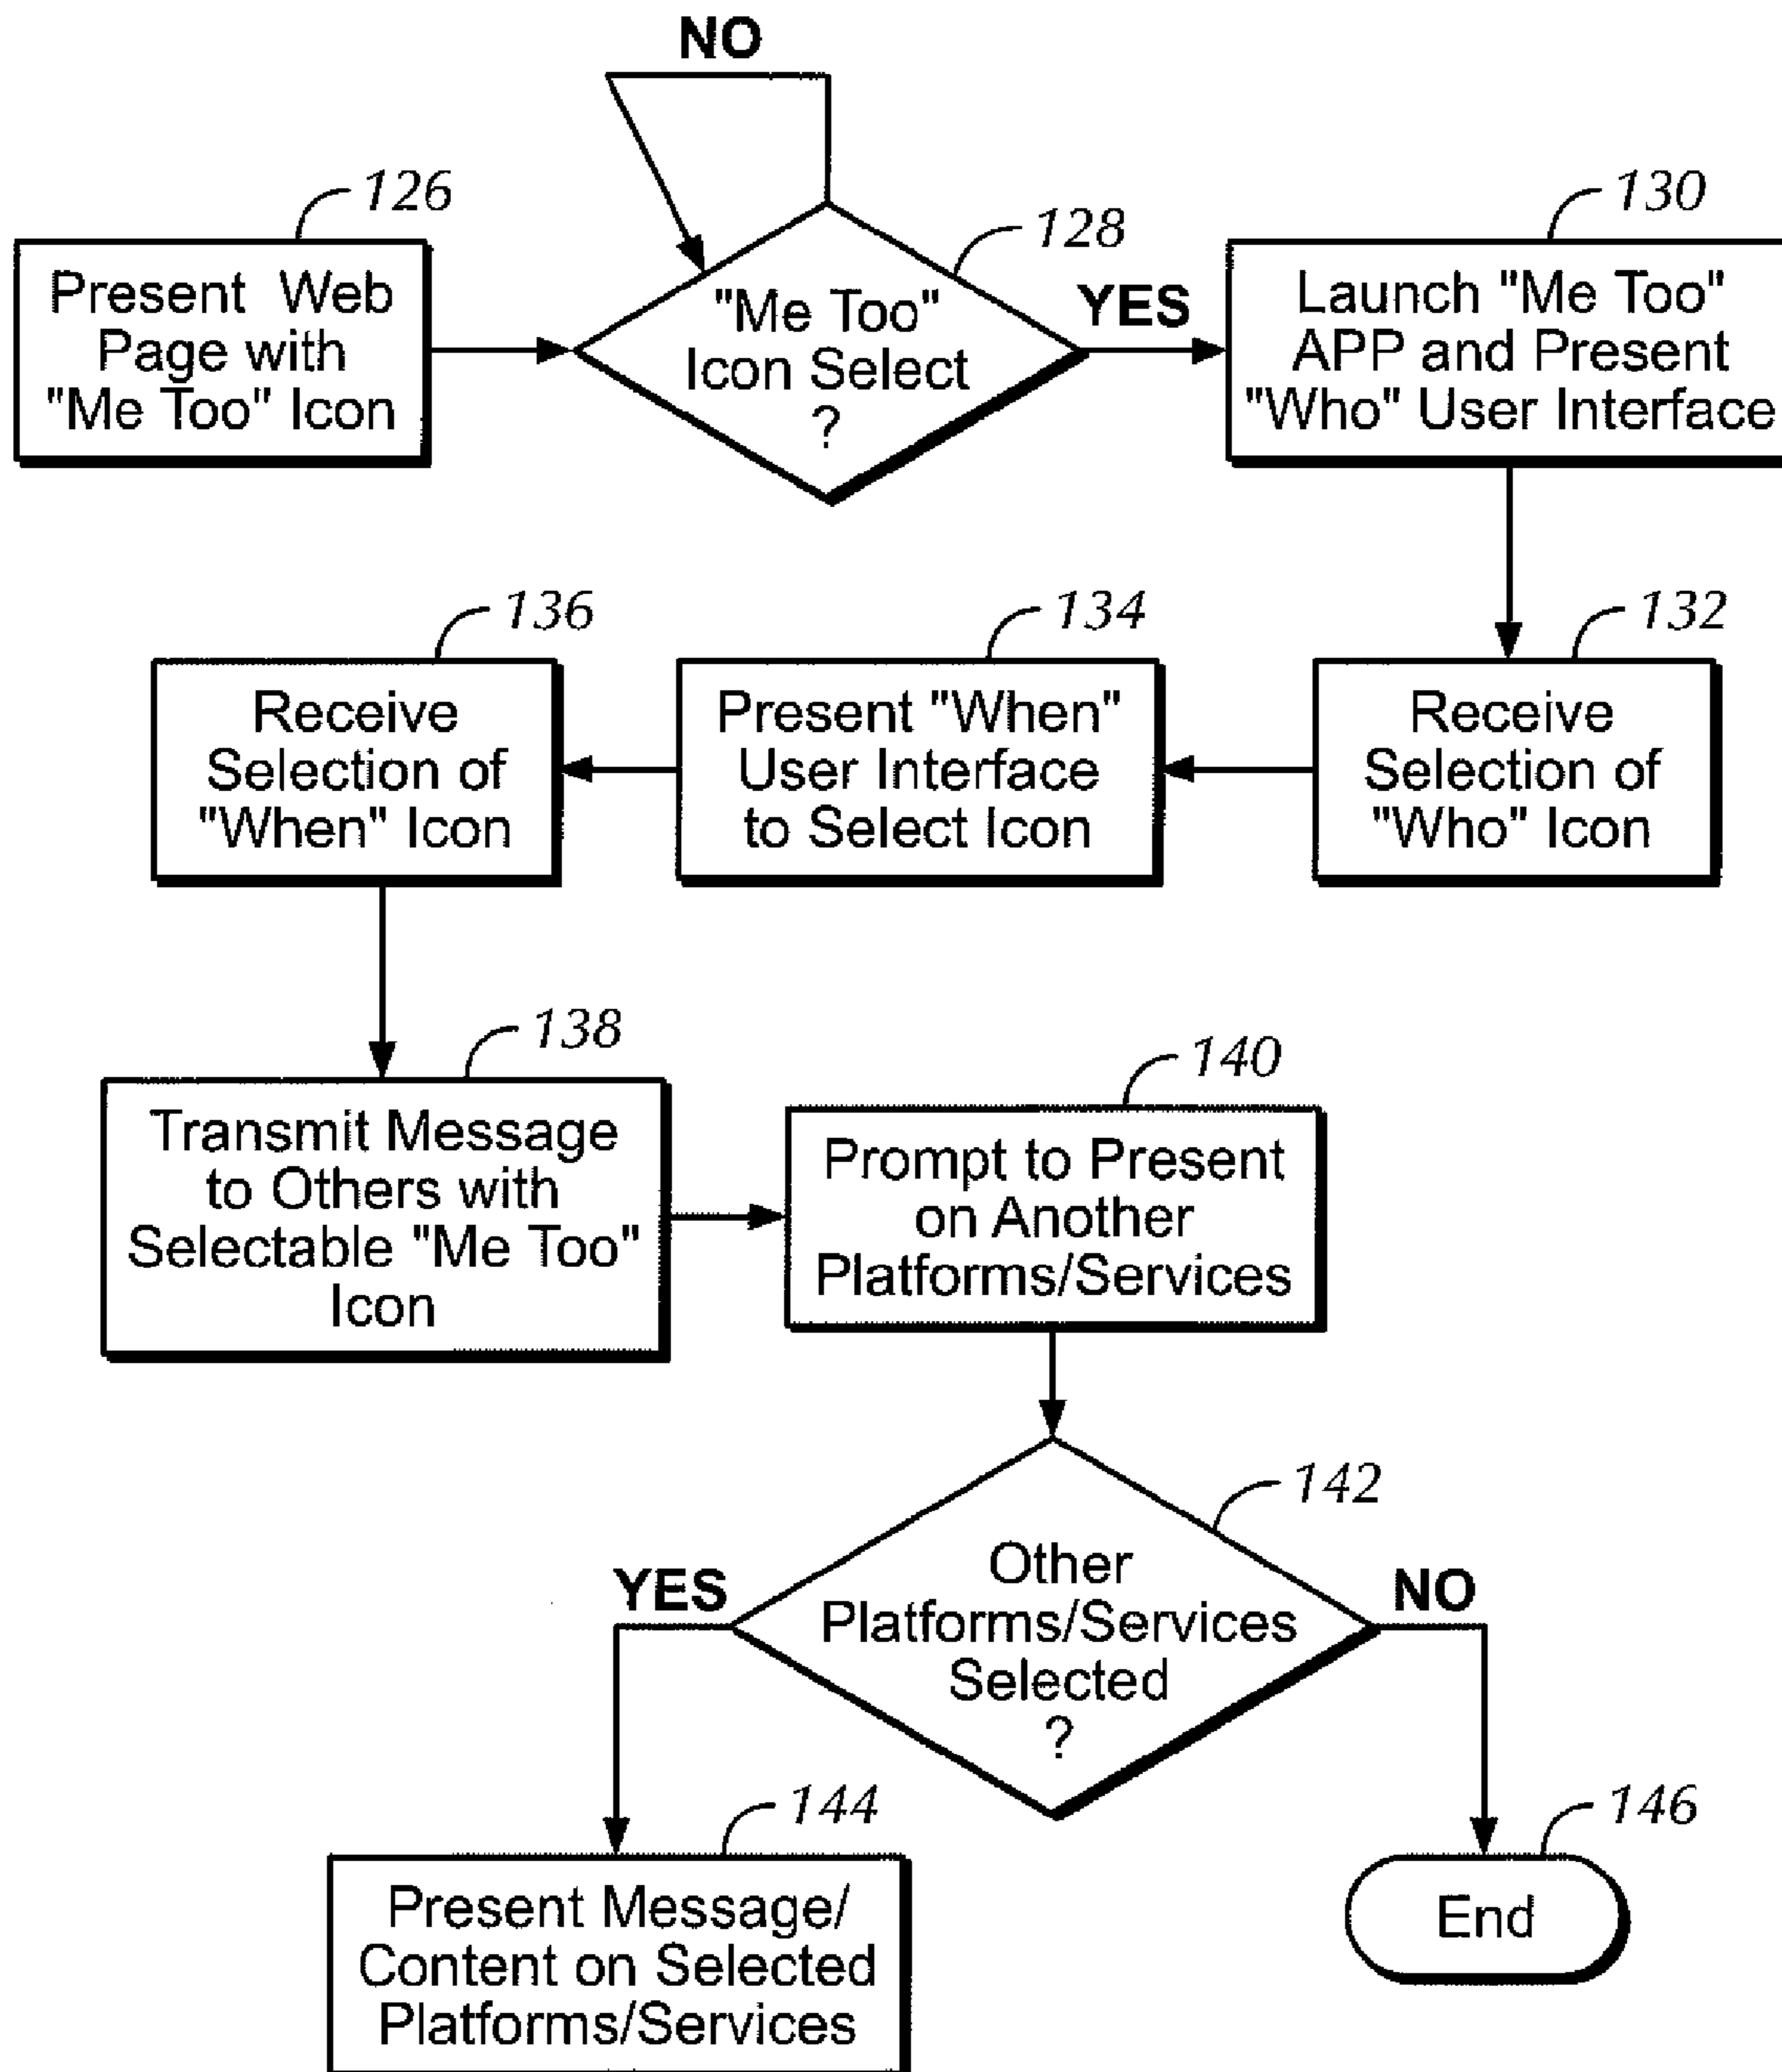 NO
126
Present Web
Page with
"Me Too" Icon
128
"Me Too"
Icon Select
?
YES
130
Launch "Me Too"
APP and Present
"Who" User Interface
136
Receive
Selection of
"When" Icon
134
Present "When"
User Interface
to Select Icon
132
Receive
Selection of
"Who" Icon
138
Transmit Message
to Others with
Selectable "Me Too"
Icon
140
Prompt to Present
on Another
Platforms/Services
142
Other
Platforms/Services
Selected
?
YES
NO
144
Present Message/
Content on Selected
Platforms/Services
146
End